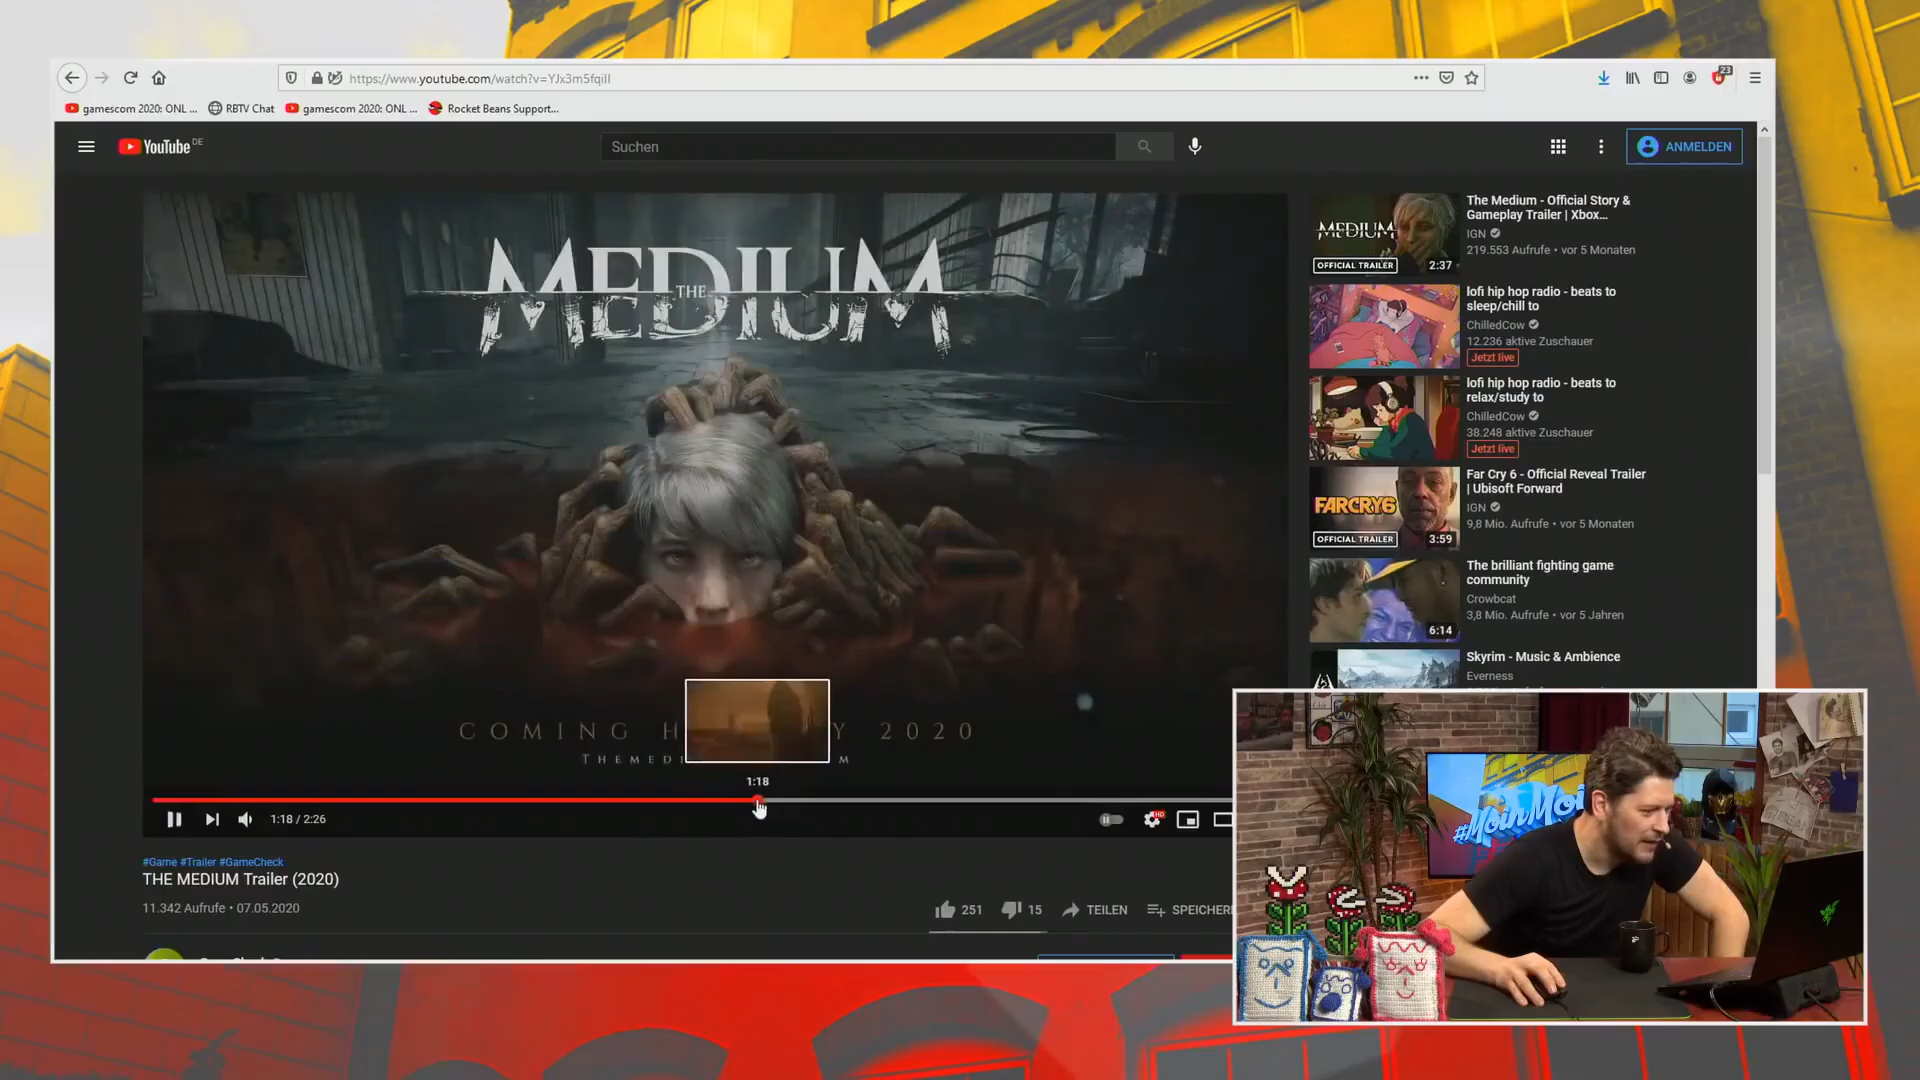 https://www.youtube.com/watch?v=YJx3m5fqiII
23
gamescom 2020: ONL ...
RBTV Chat
gamescom 2020: ONL ...
Rocket Beans Support...
YouTube DE
Suchen
ANMELDEN
THE MEDIUM
COMING H Y 2020
THEMEDI M
1:18
1:18 / 2:26
HD
#Game #Trailer #GameCheck
THE MEDIUM Trailer (2020)
11.342 Aufrufe • 07.05.2020
251
15
TEILEN
SPEICHERN
MEDIUM
OFFICIAL TRAILER
2:37
The Medium - Official Story &
Gameplay Trailer | Xbox...
IGN
219.553 Aufrufe • vor 5 Monaten
lofi hip hop radio - beats to
sleep/chill to
ChilledCow
12.236 aktive Zuschauer
Jetzt live
lofi hip hop radio - beats to
relax/study to
ChilledCow
38.248 aktive Zuschauer
Jetzt live
FARCRY6
OFFICIAL TRAILER
3:59
Far Cry 6 - Official Reveal Trailer
| Ubisoft Forward
IGN
9,8 Mio. Aufrufe • vor 5 Monaten
6:14
The brilliant fighting game
community
Crowbcat
3,8 Mio. Aufrufe • vor 5 Jahren
Skyrim - Music & Ambience
Everness
#MoinMoi